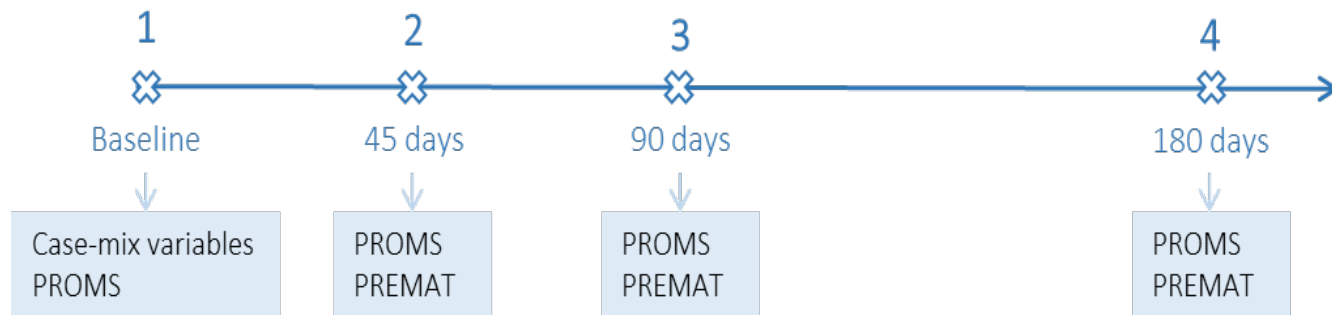 1 2 3 4
Baseline 45 days 90 days 180 days
Case-mix variables PROMS PROMS PROMS
PROMS PREMAT PREMAT PREMAT